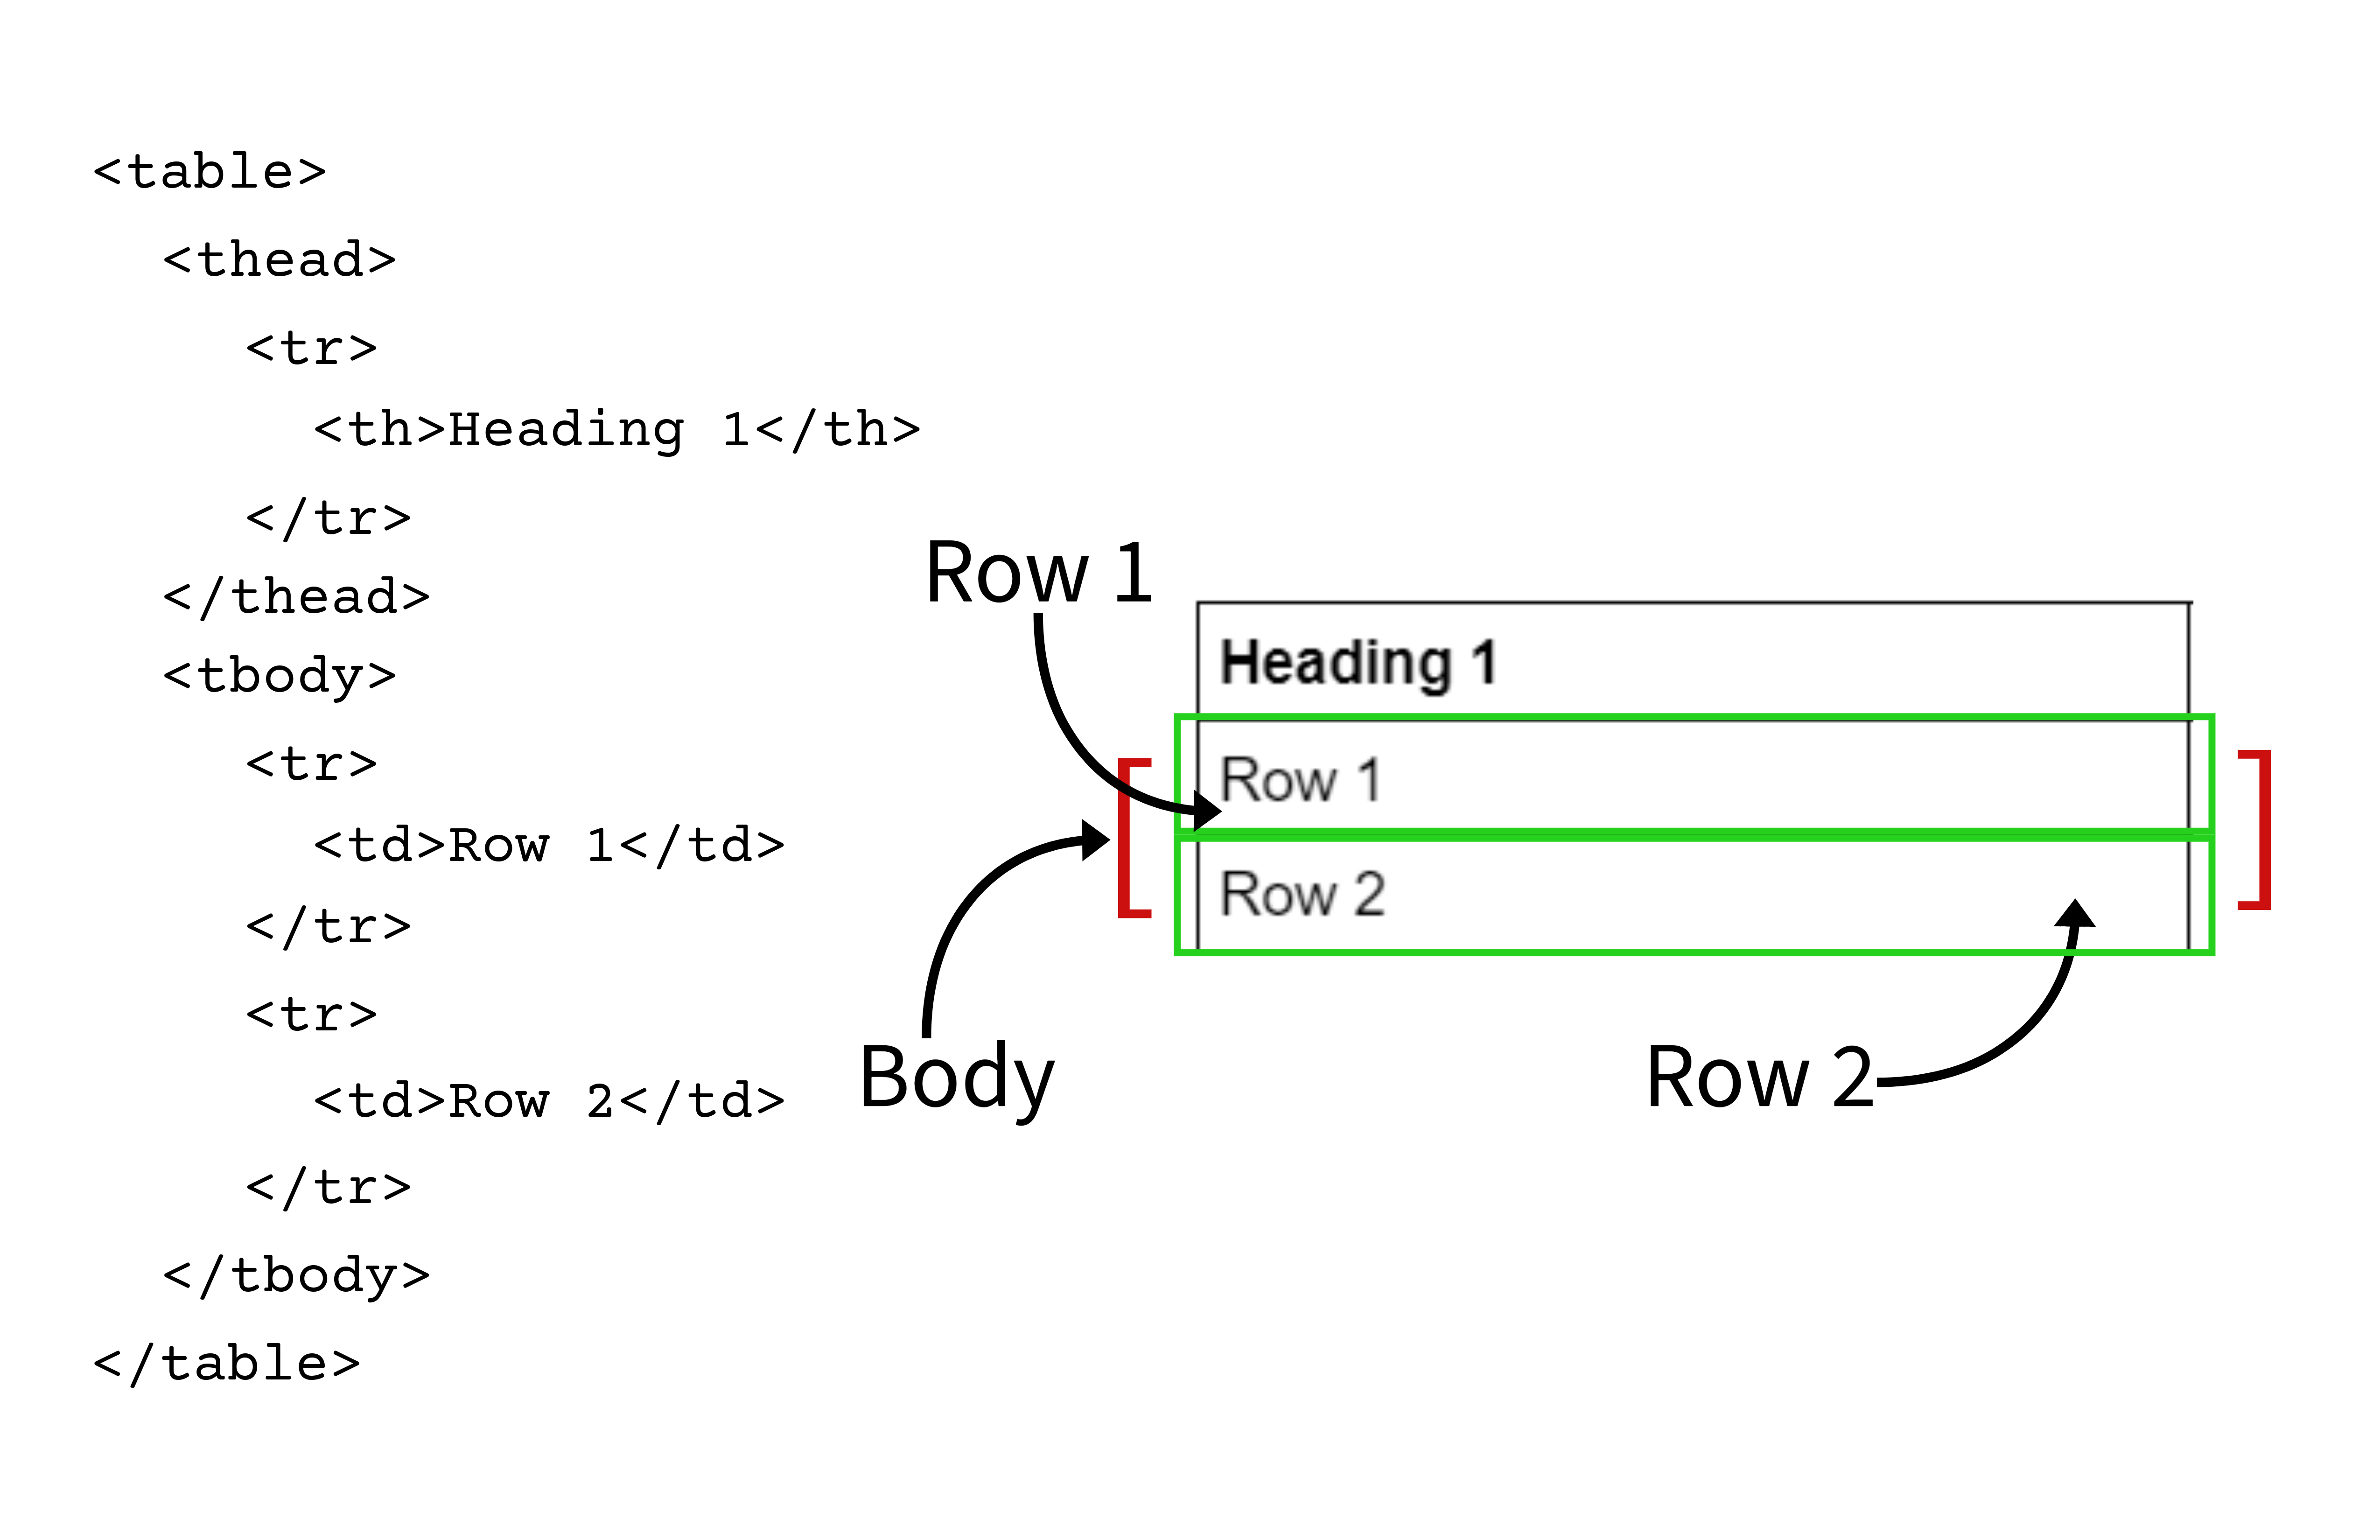 <table>
<thead>
<tr>
<th>Heading 1</th>
</tr>
</thead>
<tbody>
<tr>
<td>Row 1</td>
</tr>
<tr>
<td>Row 2</td>
</tr>
</tbody>
</table>
Row 1
Heading 1
Row 1
Row 2
Body
Row 2